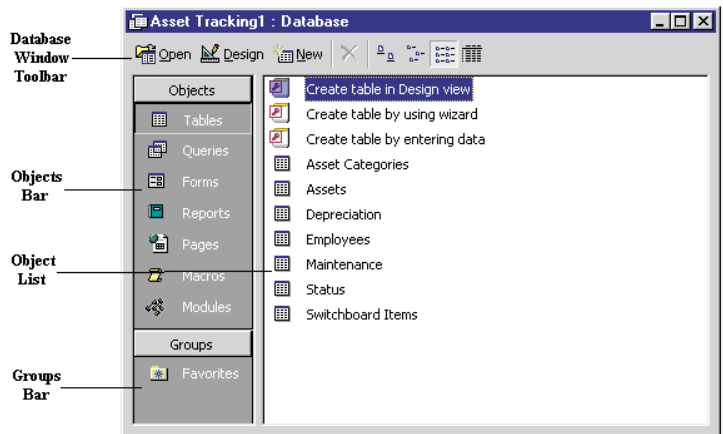 Asset Tracking1 : Database
Database
Window
Toolbar
Open Design New
Objects
Tables
Queries
Forms
Reports
Pages
Macros
Modules
Groups
Favorites
Create table in Design view
Create table by using wizard
Create table by entering data
Asset Categories
Assets
Depreciation
Employees
Maintenance
Status
Switchboard Items
Objects
Bar
Object
List
Groups
Bar